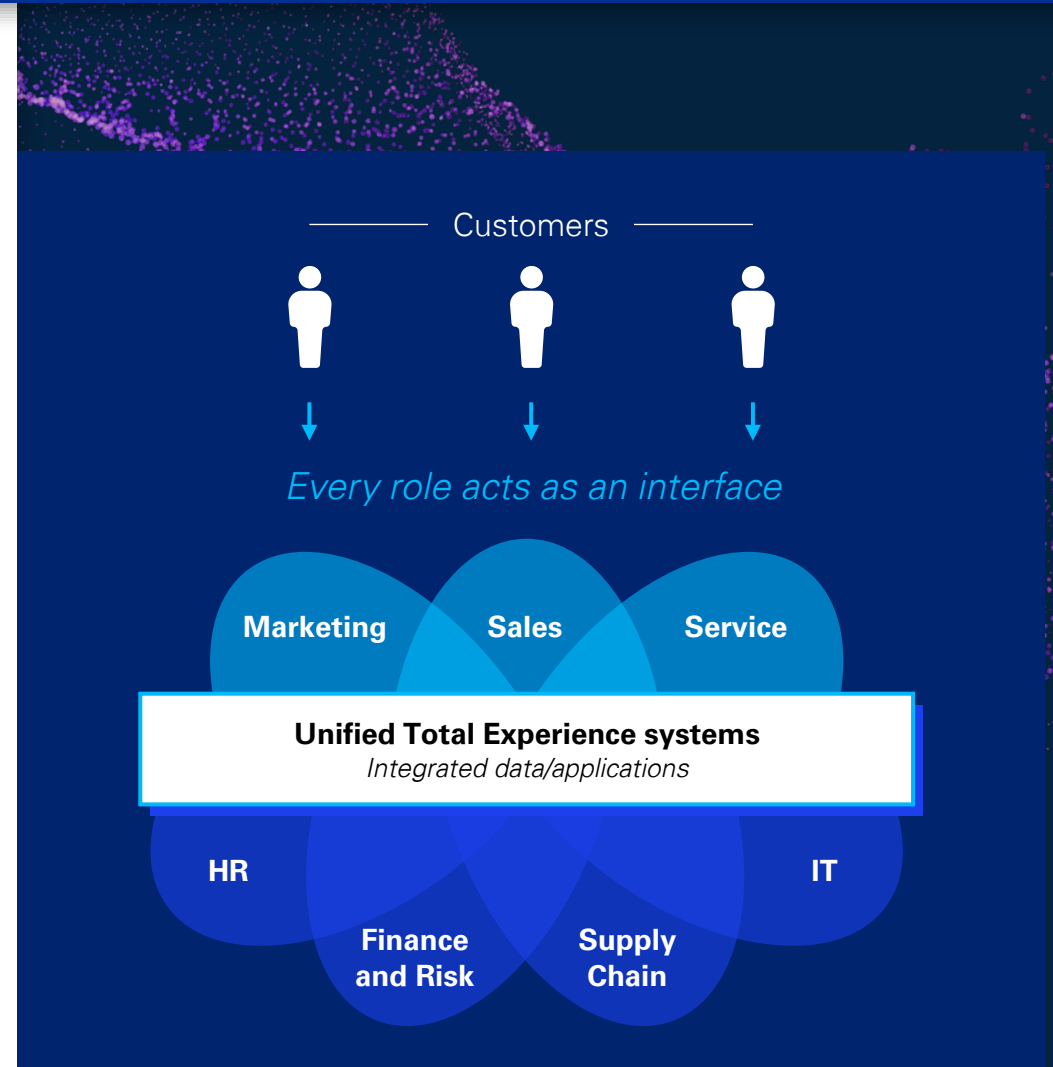 Customers
Every role acts as an interface
Marketing
Sales
Service
Unified Total Experience systems
Integrated data/applications
HR
IT
Finance
and Risk
Supply
Chain